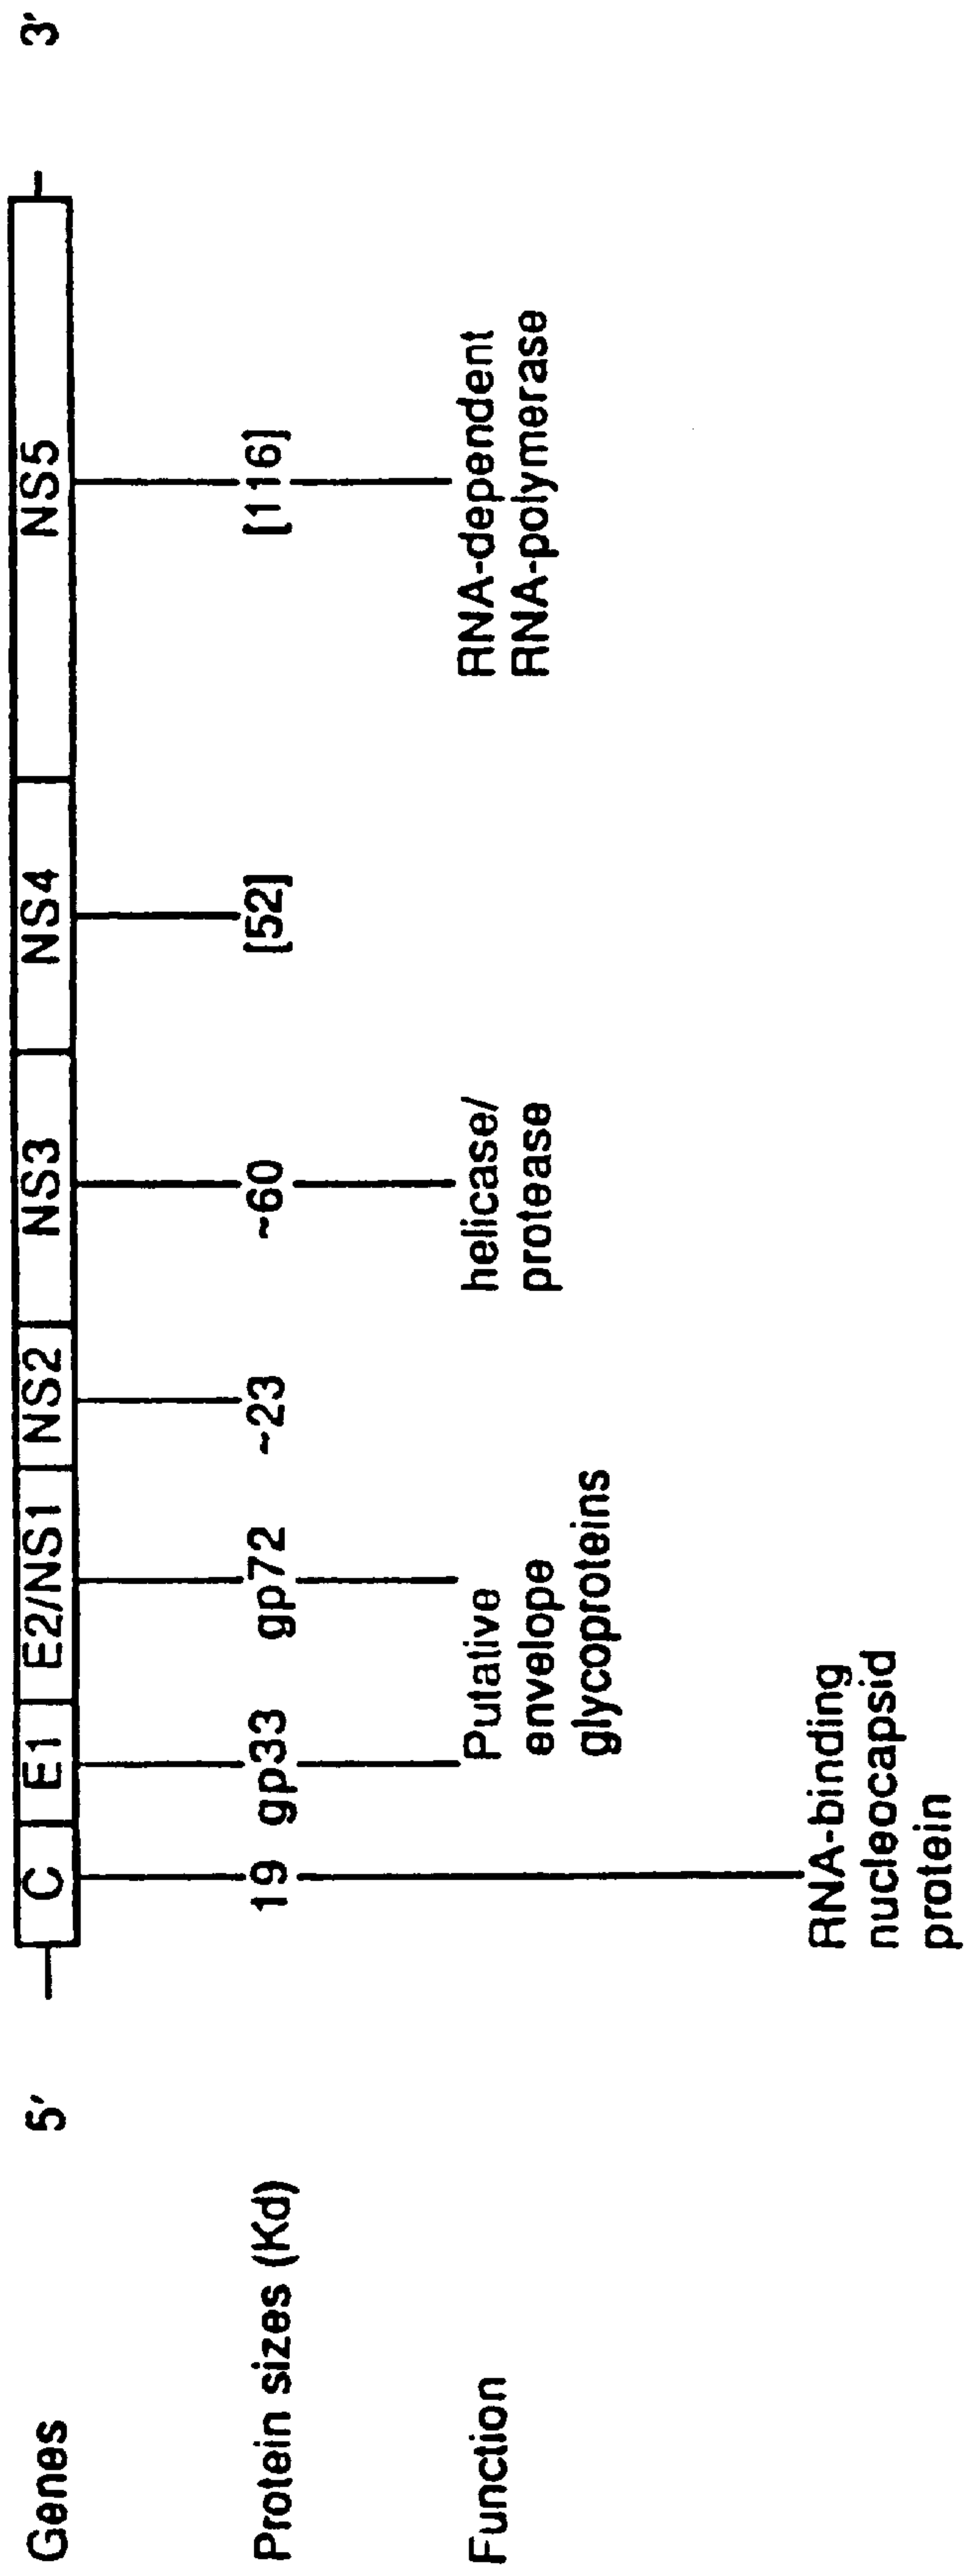 Genes 5' C E1 E2/NS1 NS2 NS3 NS4 NS5 3'
Protein sizes (Kd) 19 gp33 gp72 ~23 ~60 [52] [116]
Function
Putative
envelope
glycoproteins
helicase/
protease
RNA-dependent
RNA-polymerase
RNA-binding
nucleocapsid
protein